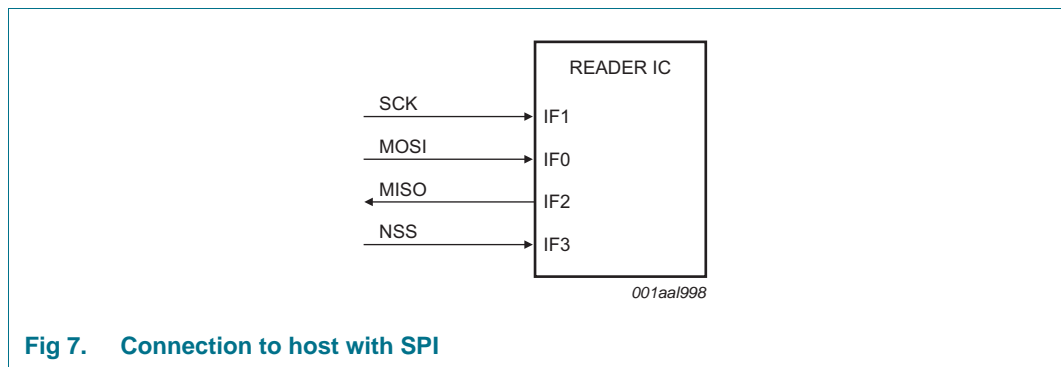 READER IC
SCK IF1
MOSI IF0
MISO IF2
NSS IF3
001aal998
Fig 7. Connection to host with SPI